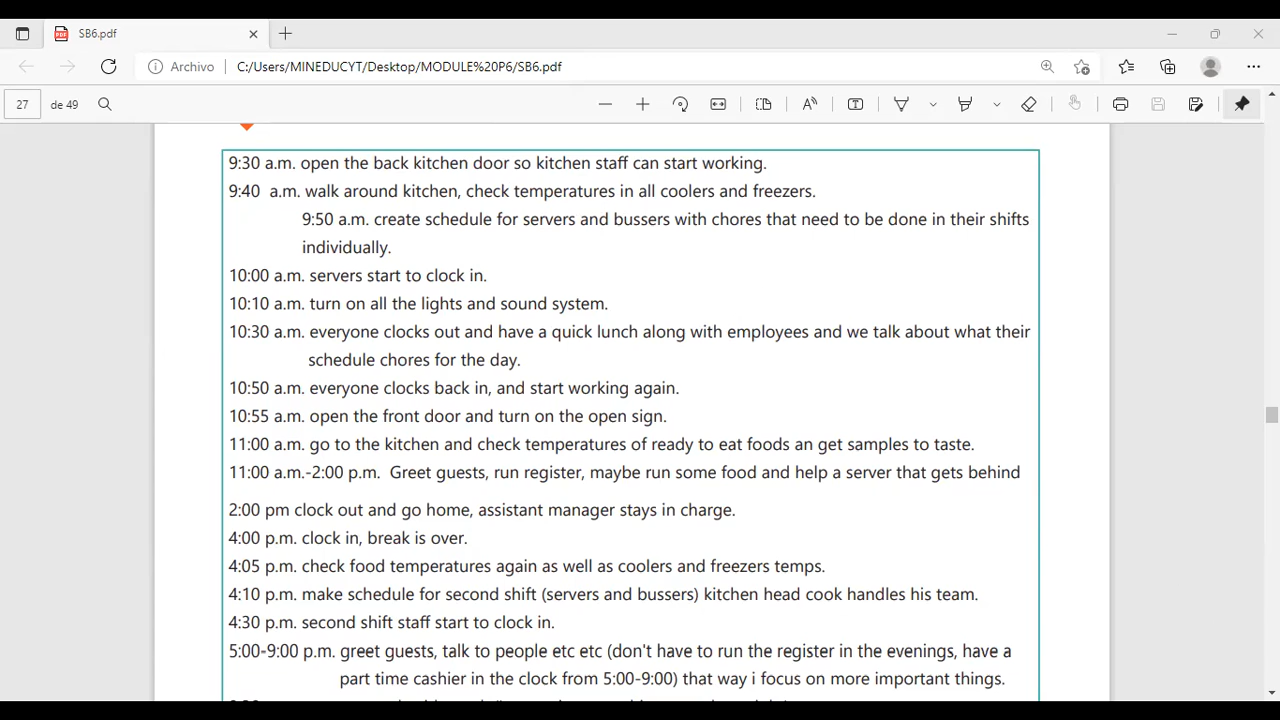 SB6.pdf
Archivo C:/Users/MINEDUCYT/Desktop/MODULE%20P6/SB6.pdf
27 de 49
9:30 a.m. open the back kitchen door so kitchen staff can start working.
9:40 a.m. walk around kitchen, check temperatures in all coolers and freezers.
9:50 a.m. create schedule for servers and bussers with chores that need to be done in their shifts
individually.
10:00 a.m. servers start to clock in.
10:10 a.m. turn on all the lights and sound system.
10:30 a.m. everyone clocks out and have a quick lunch along with employees and we talk about what their
schedule chores for the day.
10:50 a.m. everyone clocks back in, and start working again.
10:55 a.m. open the front door and turn on the open sign.
11:00 a.m. go to the kitchen and check temperatures of ready to eat foods an get samples to taste.
11:00 a.m.-2:00 p.m. Greet guests, run register, maybe run some food and help a server that gets behind
2:00 pm clock out and go home, assistant manager stays in charge.
4:00 p.m. clock in, break is over.
4:05 p.m. check food temperatures again as well as coolers and freezers temps.
4:10 p.m. make schedule for second shift (servers and bussers) kitchen head cook handles his team.
4:30 p.m. second shift staff start to clock in.
5:00-9:00 p.m. greet guests, talk to people etc etc (don't have to run the register in the evenings, have a
part time cashier in the clock from 5:00-9:00) that way i focus on more important things.